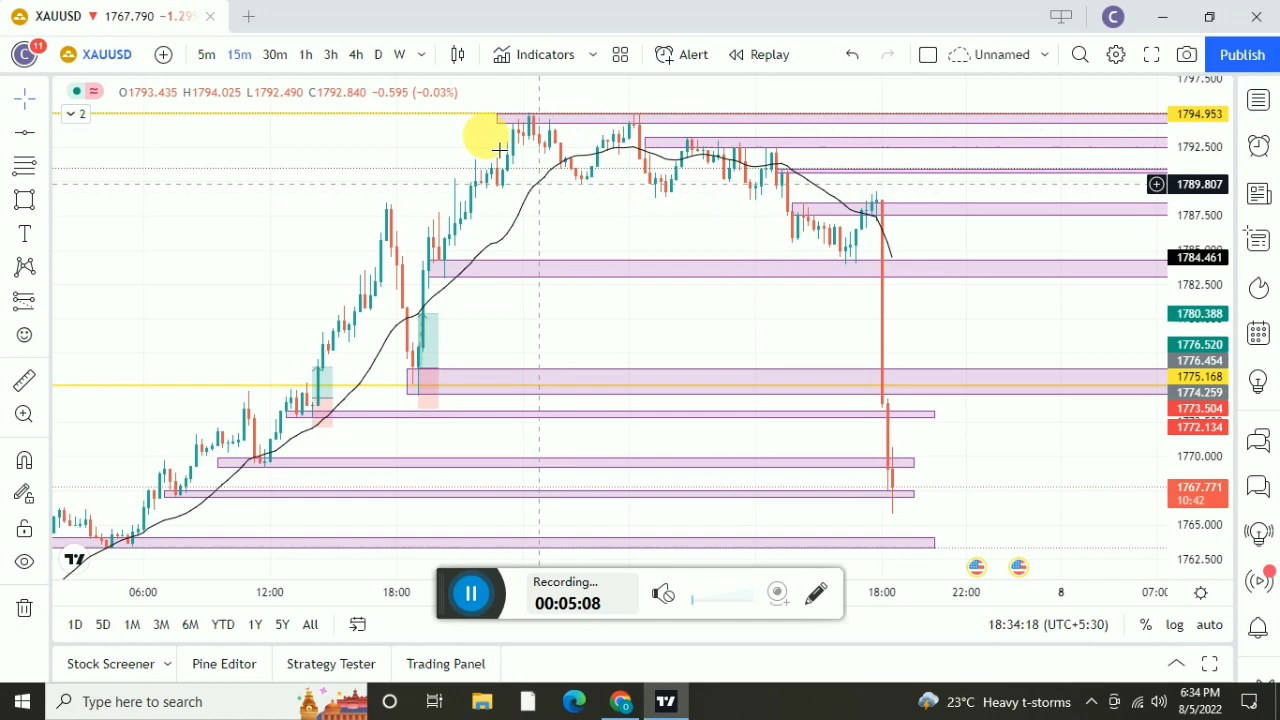 XAUUSD ▼ 1767.790 −1.29%
C
11
C
XAUUSD
5m 15m 30m 1h 3h 4h D W
Indicators
Alert
Replay
Unnamed
Publish
O1793.435 H1794.025 L1792.490 C1792.840 −0.595 (−0.03%)
2
1797.500
1794.953
1792.500
1789.807
1787.500
1784.461
1782.500
1780.388
1776.520
1776.454
1775.168
1774.259
1773.504
1772.134
1770.000
1767.771
10:42
1765.000
1762.500
06:00 12:00 18:00 18:00 22:00 8
Recording...
00:05:08
1D 5D 1M 3M 6M YTD 1Y 5Y All
18:34:18 (UTC+5:30) % log auto
Stock Screener Pine Editor Strategy Tester Trading Panel
Type here to search
23°C Heavy t-storms
6:34 PM
8/5/2022